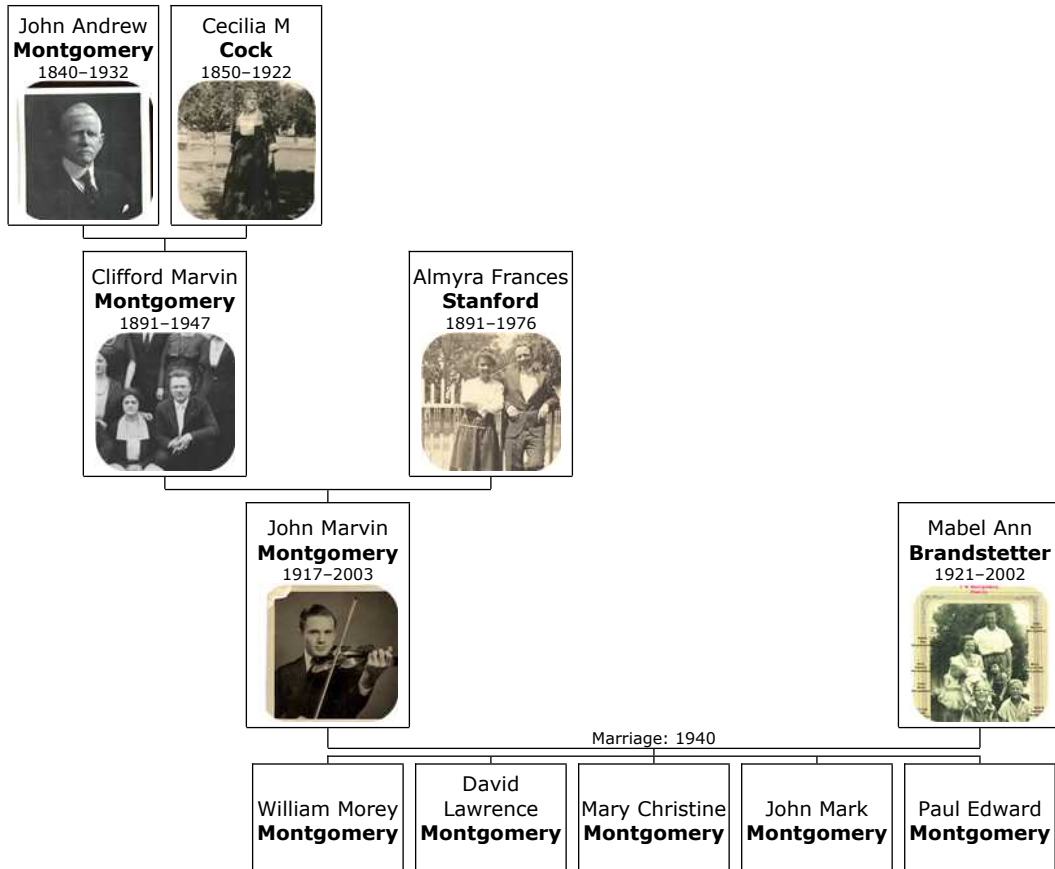 John Andrew
Montgomery
1840–1932
Cecilia M
Cock
1850–1922
Clifford Marvin
Montgomery
1891–1947
Almyra Frances
Stanford
1891–1976
John Marvin
Montgomery
1917–2003
Mabel Ann
Brandstetter
1921–2002
Marriage: 1940
William Morey
Montgomery
David
Lawrence
Montgomery
Mary Christine
Montgomery
John Mark
Montgomery
Paul Edward
Montgomery